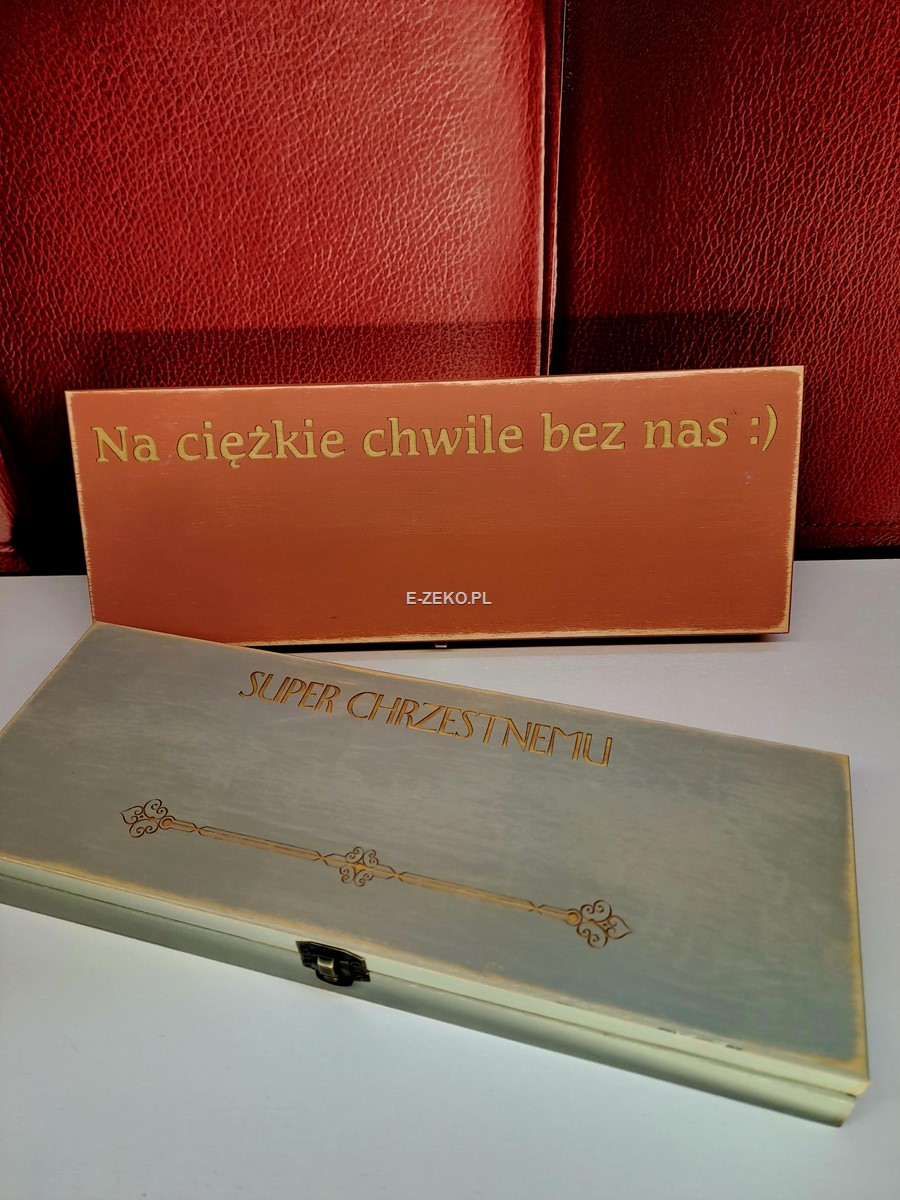 Na ciężkie chwile bez nas :)
E-ZEKO.PL
SUPER CHRZESTNEMU